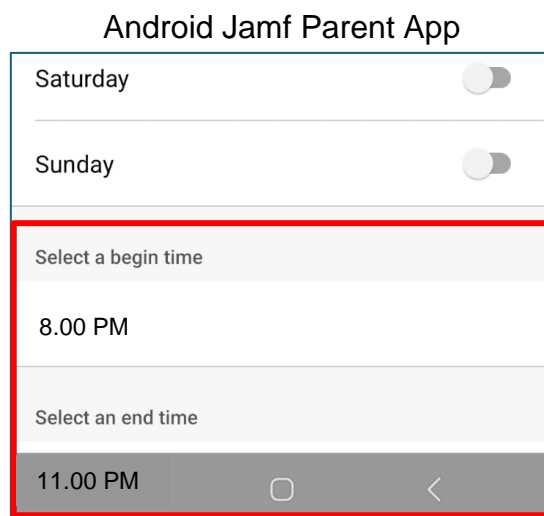 Android Jamf Parent App
Saturday
Sunday
Select a begin time
8.00 PM
Select an end time
11.00 PM